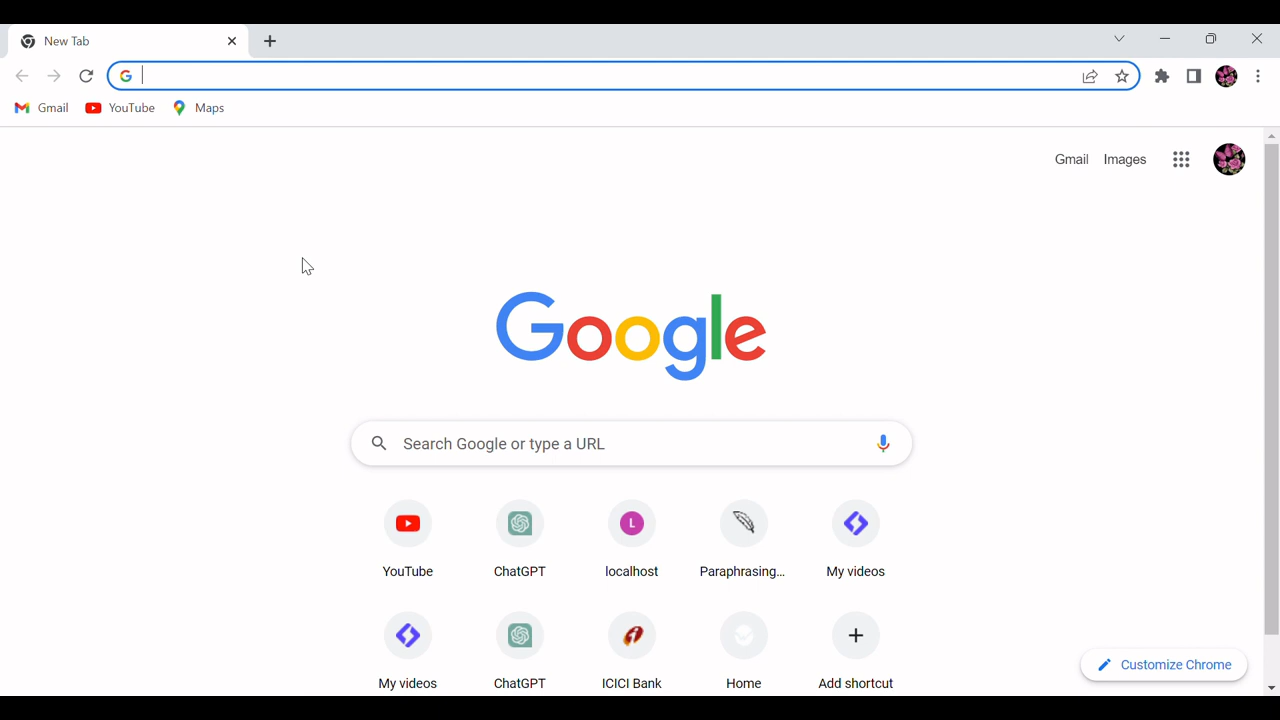 New Tab
Gmail YouTube Maps
Gmail Images
Google
Search Google or type a URL
YouTube ChatGPT localhost Paraphrasing... My videos
L
My videos ChatGPT ICICI Bank Home Add shortcut
Customize Chrome